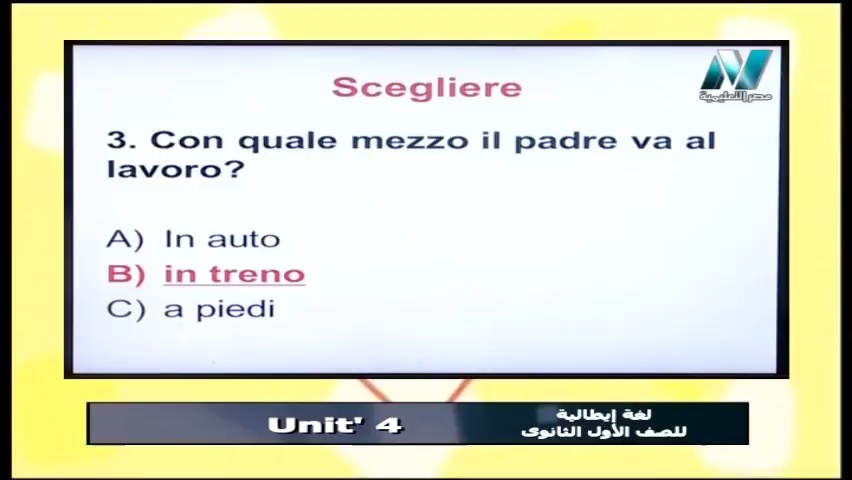 Scegliere
مصر التعليمية
3. Con quale mezzo il padre va al
lavoro?
A) In auto
B) in treno
C) a piedi
Unit' 4
لغة إيطالية
للصف الأول الثانوى